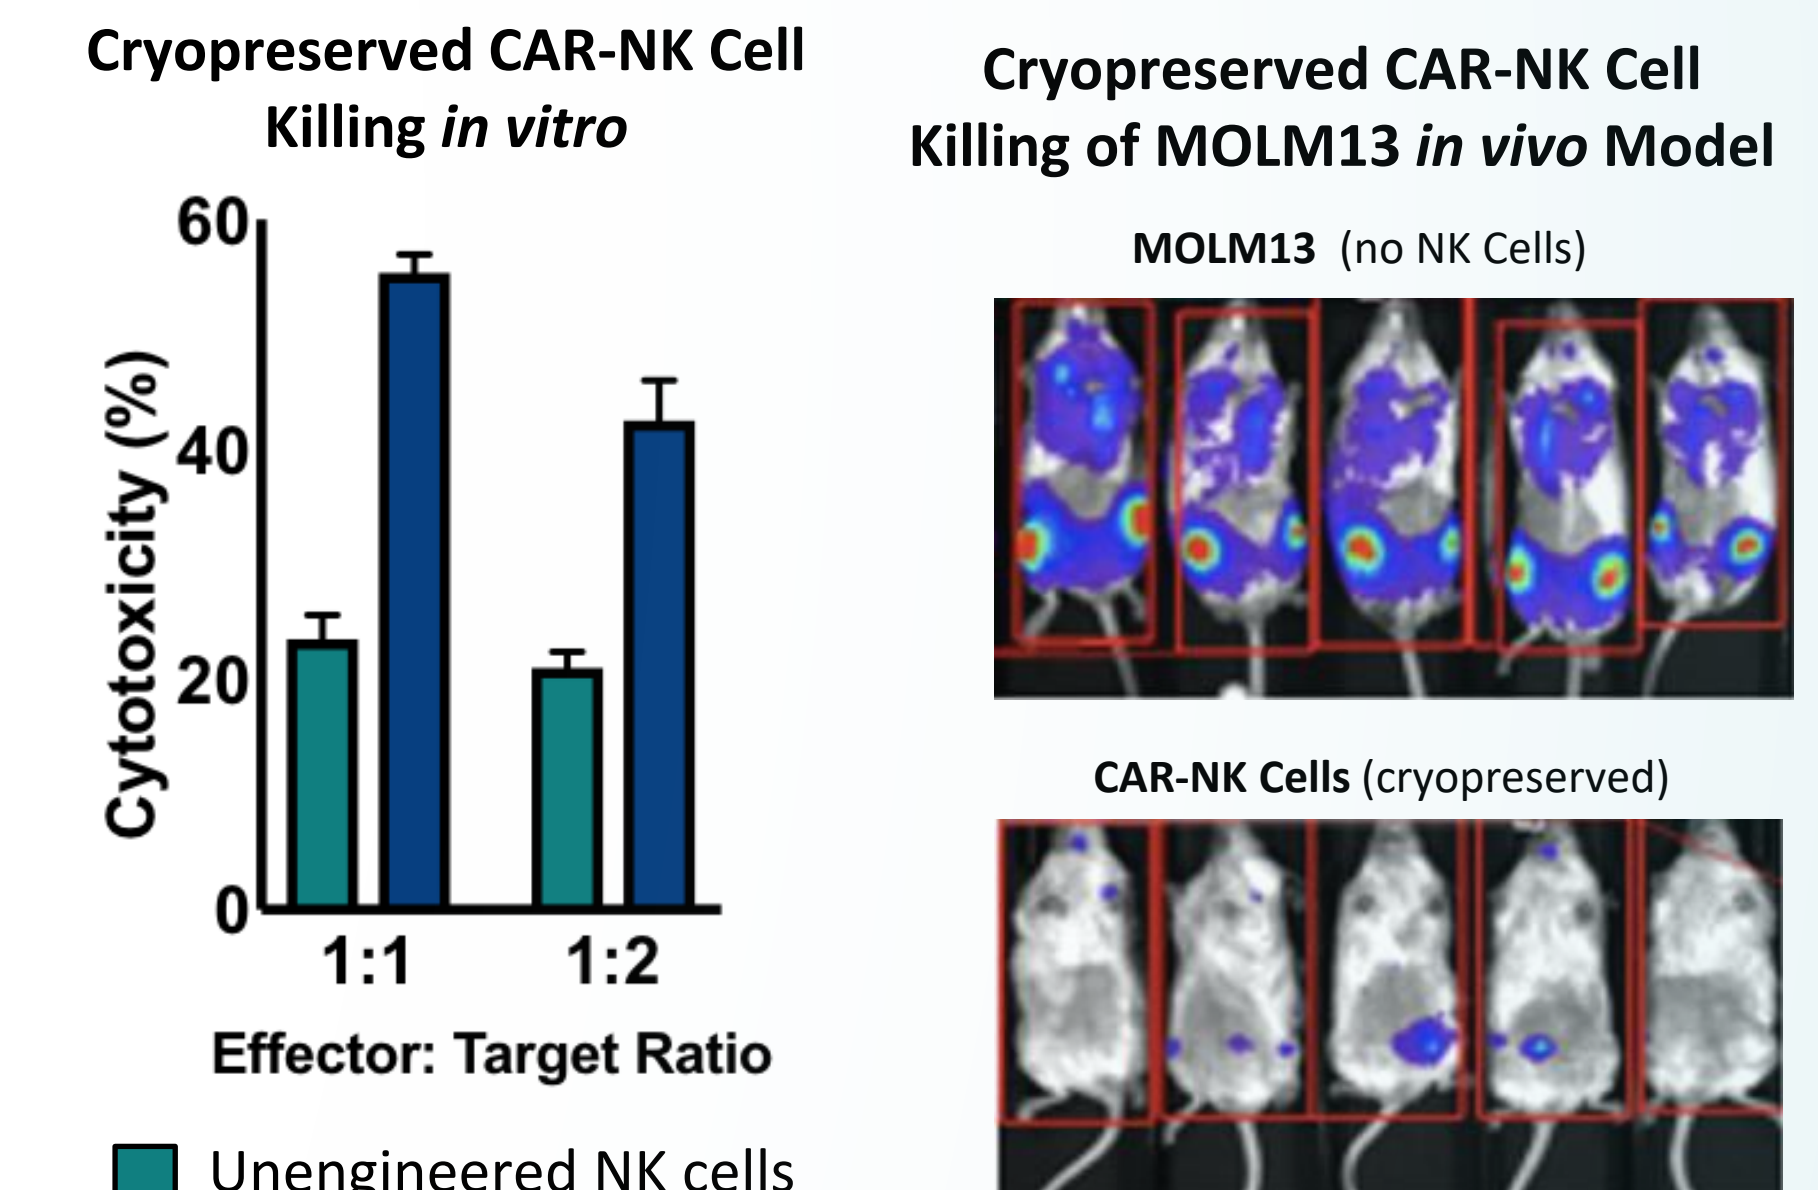 Cryopreserved CAR-NK Cell
Killing in vitro
60
40
20
0
Cytotoxicity (%)
1:1 1:2
Effector: Target Ratio
Unengineered NK cells
Cryopreserved CAR-NK Cell
Killing of MOLM13 in vivo Model
MOLM13 (no NK Cells)
CAR-NK Cells (cryopreserved)